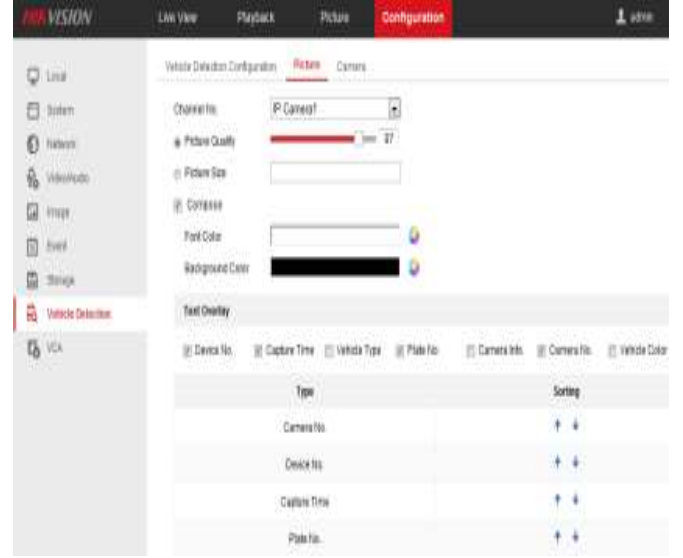 HIKVISION Live View Playback Picture Configuration admin
Local
System
Network
Video/Audio
Image
Event
Storage
Vehicle Detection
VCA
Vehicle Detection Configuration Picture Camera
Channel No. IP Camera1
Picture Quality 87
Picture Size
Compose
Font Color
Background Color
Text Overlay
Device No. Capture Time Vehicle Type Plate No. Camera Info. Camera No. Vehicle Color
Type Sorting
Camera No.
Device No.
Capture Time
Plate No.